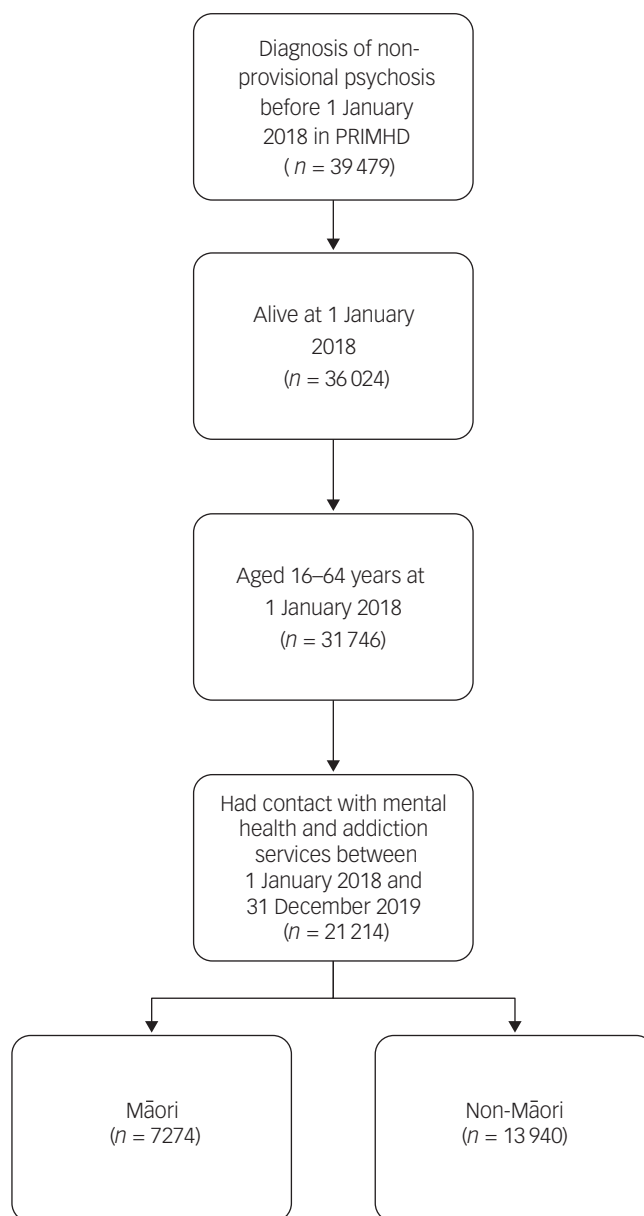 Diagnosis of non-
provisional psychosis
before 1 January
2018 in PRIMHD
( n = 39 479)
Alive at 1 January
2018
(n = 36 024)
Aged 16–64 years at
1 January 2018
(n = 31 746)
Had contact with mental
health and addiction
services between
1 January 2018 and
31 December 2019
(n = 21 214)
Māori
(n = 7274)
Non-Māori
(n = 13 940)